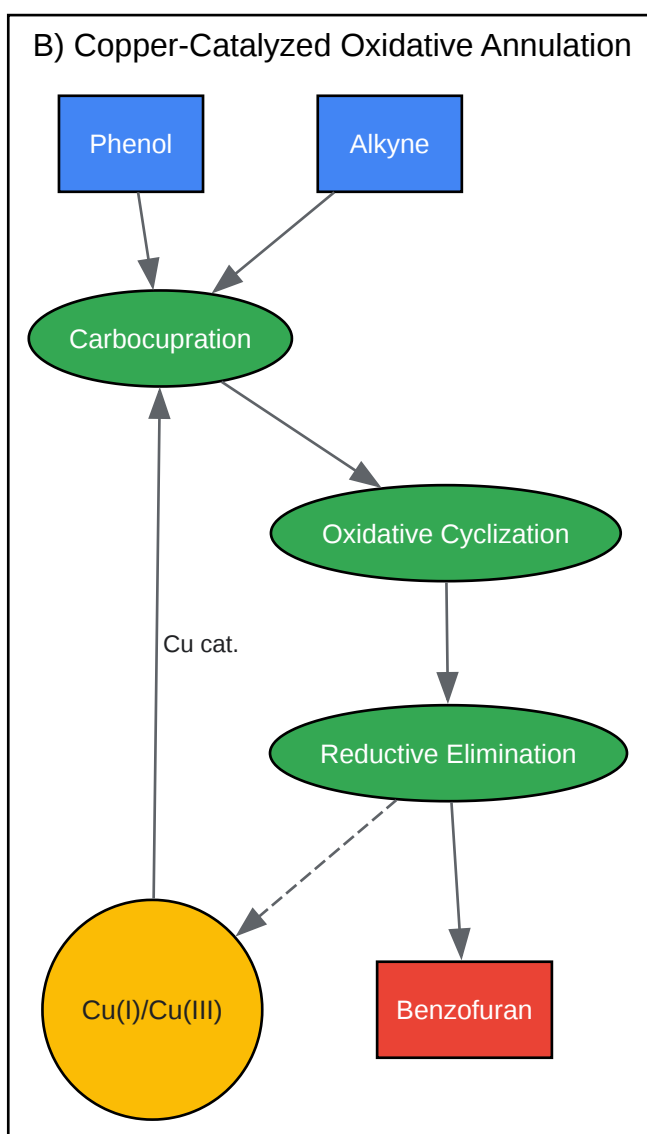 B) Copper-Catalyzed Oxidative Annulation
Phenol
Alkyne
Carbocupration
Oxidative Cyclization
Cu cat.
Reductive Elimination
Cu(I)/Cu(III)
Benzofuran